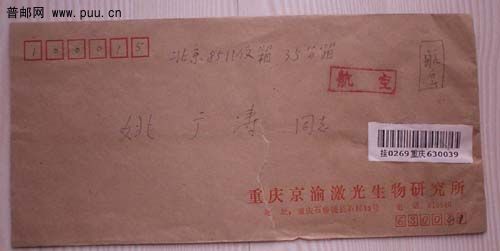 普邮网
www.puu.cn
100015
北京8511信箱35分箱
航空
航空
姚广涛 同志
挂0269重庆630039
重庆京渝激光生物研究所